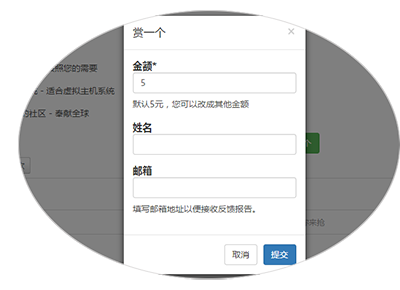 赏一个
×
照您的需要
金额*
5
- 适合虚拟主机系统
默认5元，您可以改成其他金额
的社区 - 奉献全球
姓名
邮箱
填写邮箱地址以便接收反馈报告。
来给
取消
提交